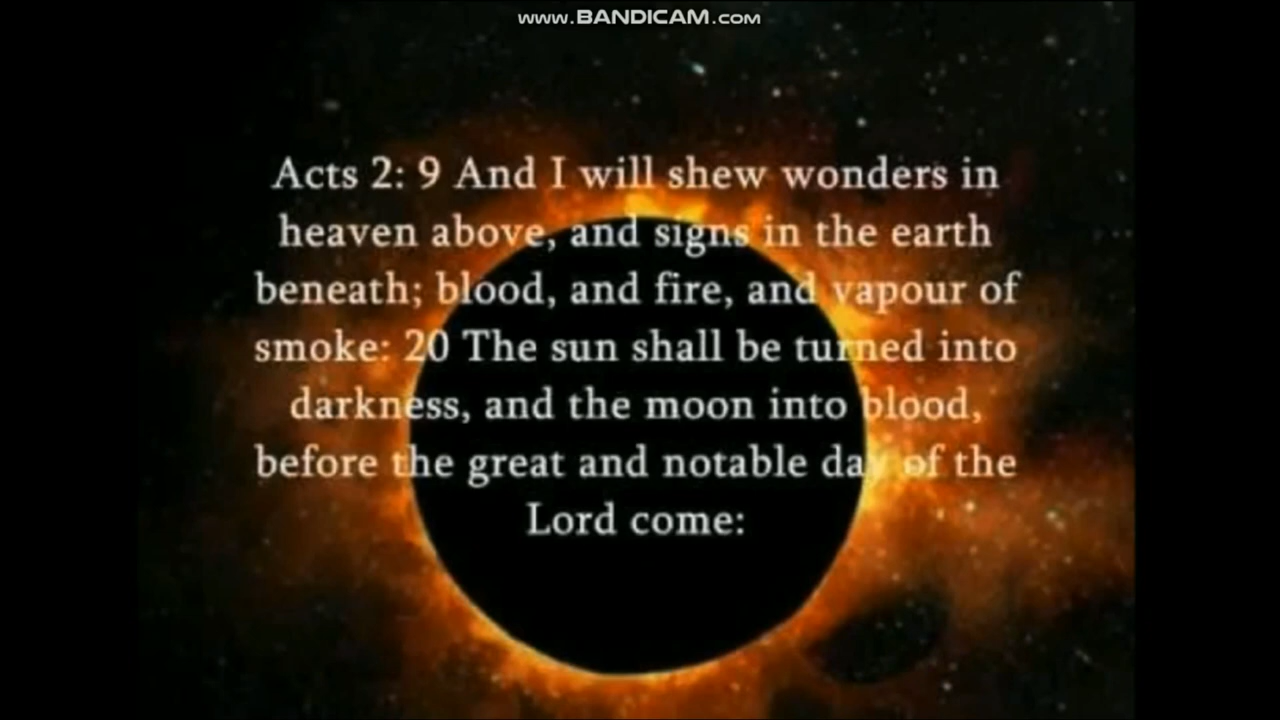 www.BANDICAM.com
Acts 2: 9 And I will shew wonders in
heaven above, and signs in the earth
beneath; blood, and fire, and vapour of
smoke: 20 The sun shall be turned into
darkness, and the moon into blood,
before the great and notable day of the
Lord come: